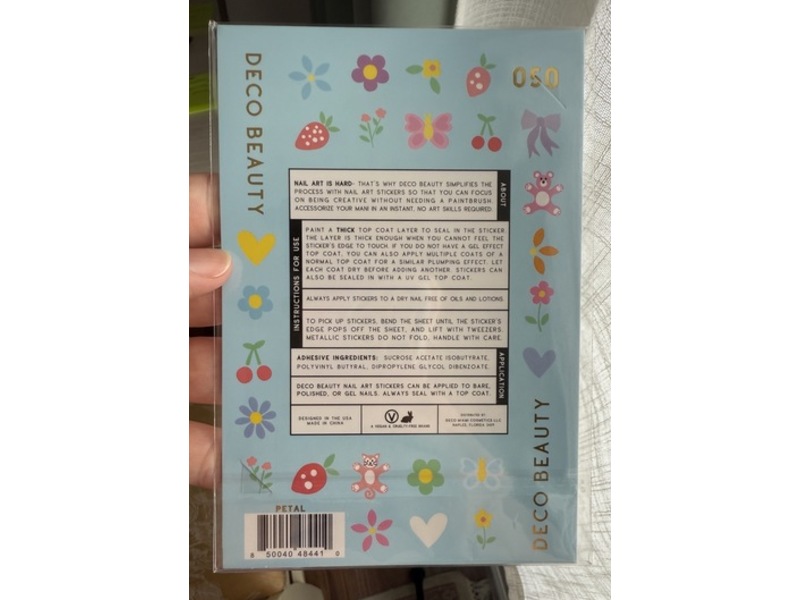 DECO BEAUTY
OSO
NAIL ART IS HARD- THAT'S WHY DECO BEAUTY SIMPLIFIES THE
PROCESS WITH NAIL ART STICKERS SO THAT YOU CAN FOCUS
ON BEING CREATIVE WITHOUT NEEDING A PAINTBRUSH.
ACCESSORIZE YOUR MANI IN AN INSTANT. NO ART SKILLS REQUIRED.
ABOUT
INSTRUCTIONS FOR USE
PAINT A THICK TOP COAT LAYER TO SEAL IN THE STICKER.
THE LAYER IS THICK ENOUGH WHEN YOU CANNOT FEEL THE
STICKER'S EDGE TO TOUCH. IF YOU DO NOT HAVE A GEL EFFECT
TOP COAT, YOU CAN ALSO APPLY MULTIPLE COATS OF A
NORMAL TOP COAT FOR A SIMILAR PLUMPING EFFECT. LET
EACH COAT DRY BEFORE ADDING ANOTHER. STICKERS CAN
ALSO BE SEALED IN WITH A UV GEL TOP COAT.
ALWAYS APPLY STICKERS TO A DRY NAIL FREE OF OILS AND LOTIONS
TO PICK UP STICKERS, BEND THE SHEET UNTIL THE STICKER'S
EDGE POPS OFF THE SHEET, AND LIFT WITH TWEEZERS.
METALLIC STICKERS DO NOT FOLD, HANDLE WITH CARE.
ADHESIVE INGREDIENTS: SUCROSE ACETATE ISOBUTYRATE,
POLYVINYL BUTYRAL, DIPROPYLENE GLYCOL DIBENZOATE.
APPLICATION
DECO BEAUTY NAIL ART STICKERS CAN BE APPLIED TO BARE,
POLISHED, OR GEL NAILS. ALWAYS SEAL WITH A TOP COAT.
DESIGNED IN THE USA
MADE IN CHINA
V
A VEGAN & CRUELTY-FREE BRAND
DISTRIBUTED BY:
DECO MIAMI COSMETICS LLC
NAPLES, FLORIDA 34119
DECO BEAUTY
PETAL
8 50040 48441 0